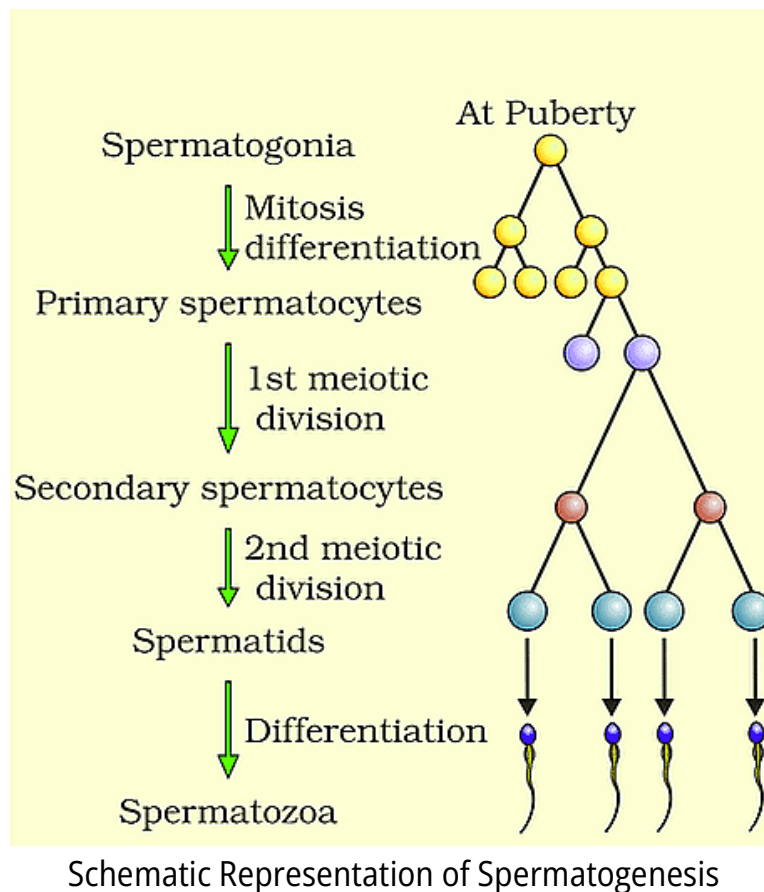 At Puberty
Spermatogonia
Mitosis
differentiation
Primary spermatocytes
1st meiotic
division
Secondary spermatocytes
2nd meiotic
division
Spermatids
Differentiation
Spermatozoa
Schematic Representation of Spermatogenesis